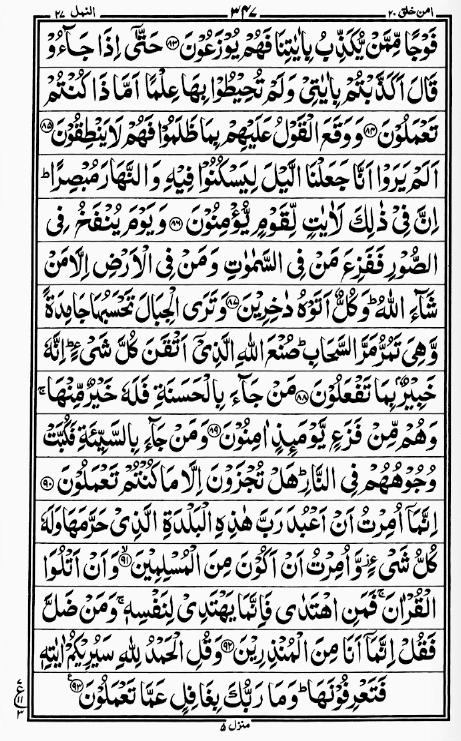 امن خلق ٢٠ ٣٤٧ النمل ٢٧
فَوۡجًا مِّمَّنۡ يُّكَذِّبُ بِاٰيٰتِنَا فَهُمۡ يُوۡزَعُوۡنَ ﴿٨٣﴾ حَتّٰٓى اِذَا جَآءُوۡ
قَالَ اَكَذَّبۡتُمۡ بِاٰيٰتِىۡ وَلَمۡ تُحِيۡطُوۡا بِهَا عِلۡمًا اَمَّا ذَا كُنۡتُمۡ
تَعۡمَلُوۡنَ ﴿٨٤﴾ وَوَقَعَ الۡقَوۡلُ عَلَيۡهِمۡ بِمَا ظَلَمُوۡا فَهُمۡ لَا يَنۡطِقُوۡنَ ﴿٨٥﴾
اَلَمۡ يَرَوۡا اَنَّا جَعَلۡنَا الَّيۡلَ لِيَسۡكُنُوۡا فِيۡهِ وَالنَّهَارَ مُبۡصِرًا ؕ
اِنَّ فِىۡ ذٰلِكَ لَاٰيٰتٍ لِّقَوۡمٍ يُّؤۡمِنُوۡنَ ﴿٨٦﴾ وَيَوۡمَ يُنۡفَخُ فِى
الصُّوۡرِ فَفَزِعَ مَنۡ فِى السَّمٰوٰتِ وَمَنۡ فِى الۡاَرۡضِ اِلَّا مَنۡ
شَآءَ اللّٰهُ ؕ وَكُلٌّ اَتَوۡهُ دٰخِرِيۡنَ ﴿٨٧﴾ وَتَرَى الۡجِبَالَ تَحۡسَبُهَا جَامِدَةً
وَّهِىَ تَمُرُّ مَرَّ السَّحَابِ ؕ صُنۡعَ اللّٰهِ الَّذِىۡۤ اَتۡقَنَ كُلَّ شَىۡءٍ ؕ اِنَّهٗ
خَبِيۡرٌۢ بِمَا تَفۡعَلُوۡنَ ﴿٨٨﴾ مَنۡ جَآءَ بِالۡحَسَنَةِ فَلَهٗ خَيۡرٌ مِّنۡهَا ۚ
وَهُمۡ مِّنۡ فَزَعٍ يَّوۡمَئِذٍ اٰمِنُوۡنَ ﴿٨٩﴾ وَمَنۡ جَآءَ بِالسَّيِّئَةِ فَكُبَّتۡ
وُجُوۡهُهُمۡ فِى النَّارِ ؕ هَلۡ تُجۡزَوۡنَ اِلَّا مَا كُنۡتُمۡ تَعۡمَلُوۡنَ ﴿٩٠﴾
اِنَّمَاۤ اُمِرۡتُ اَنۡ اَعۡبُدَ رَبَّ هٰذِهِ الۡبَلۡدَةِ الَّذِىۡ حَرَّمَهَا وَلَهٗ
كُلُّ شَىۡءٍ وَّاُمِرۡتُ اَنۡ اَكُوۡنَ مِنَ الۡمُسۡلِمِيۡنَ ﴿٩١﴾ وَاَنۡ اَتۡلُوَا
الۡقُرۡاٰنَ ۚ فَمَنِ اهۡتَدٰى فَاِنَّمَا يَهۡتَدِىۡ لِنَفۡسِهٖ ۚ وَمَنۡ ضَلَّ
فَقُلۡ اِنَّمَاۤ اَنَا مِنَ الۡمُنۡذِرِيۡنَ ﴿٩٢﴾ وَقُلِ الۡحَمۡدُ لِلّٰهِ سَيُرِيۡكُمۡ اٰيٰتِهٖ
فَتَعۡرِفُوۡنَهَا ؕ وَمَا رَبُّكَ بِغَافِلٍ عَمَّا تَعۡمَلُوۡنَ ﴿٩٣﴾
منزل ۵